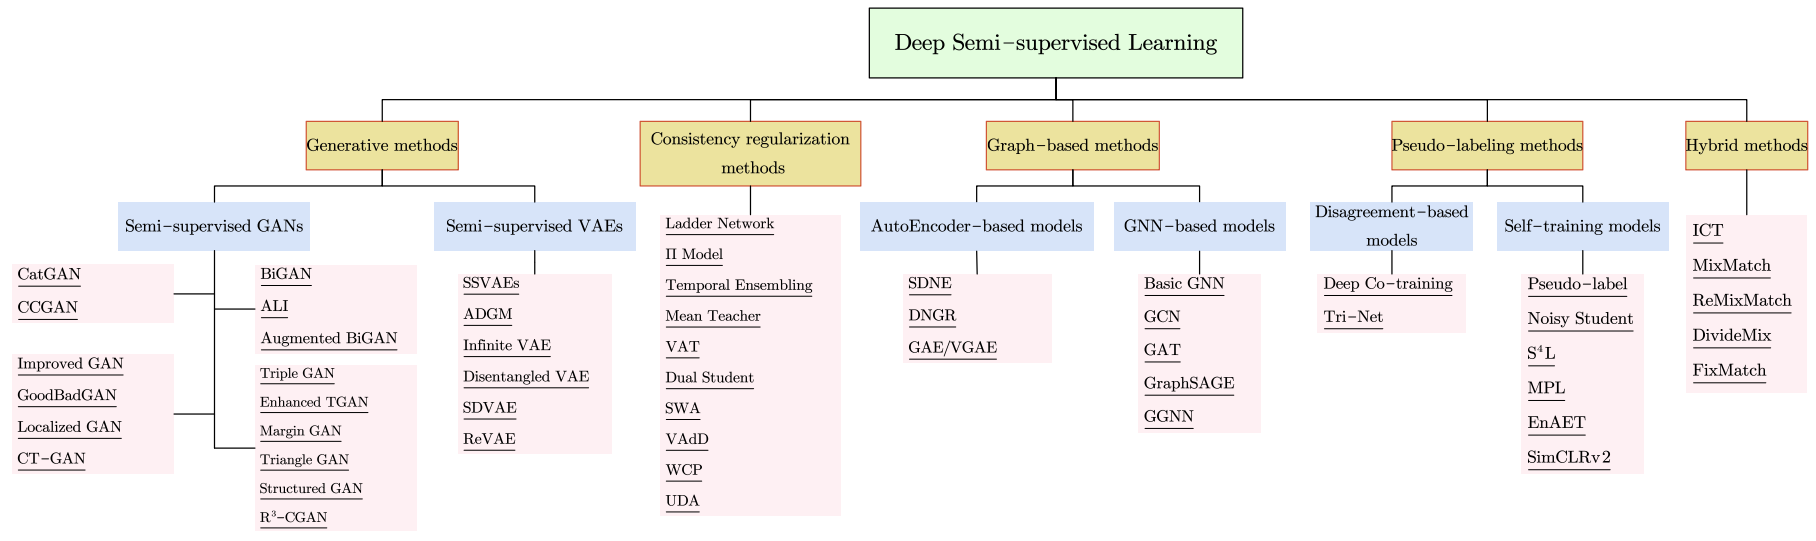 Deep Semi-supervised Learning
Generative methods
Consistency regularization
methods
Graph-based methods
Pseudo-labeling methods
Hybrid methods
Semi-supervised GANs
Semi-supervised VAEs
AutoEncoder-based models
GNN-based models
Disagreement-based
models
Self-training models
CatGAN
CCGAN
Improved GAN
GoodBadGAN
Localized GAN
CT-GAN
BiGAN
ALI
Augmented BiGAN
Triple GAN
Enhanced TGAN
Margin GAN
Triangle GAN
Structured GAN
R³-CGAN
SSVAEs
ADGM
Infinite VAE
Disentangled VAE
SDVAE
ReVAE
Ladder Network
Π Model
Temporal Ensembling
Mean Teacher
VAT
Dual Student
SWA
VAdD
WCP
UDA
SDNE
DNGR
GAE/VGAE
Basic GNN
GCN
GAT
GraphSAGE
GGNN
Deep Co-training
Tri-Net
Pseudo-label
Noisy Student
S⁴L
MPL
EnAET
SimCLRv2
ICT
MixMatch
ReMixMatch
DivideMix
FixMatch